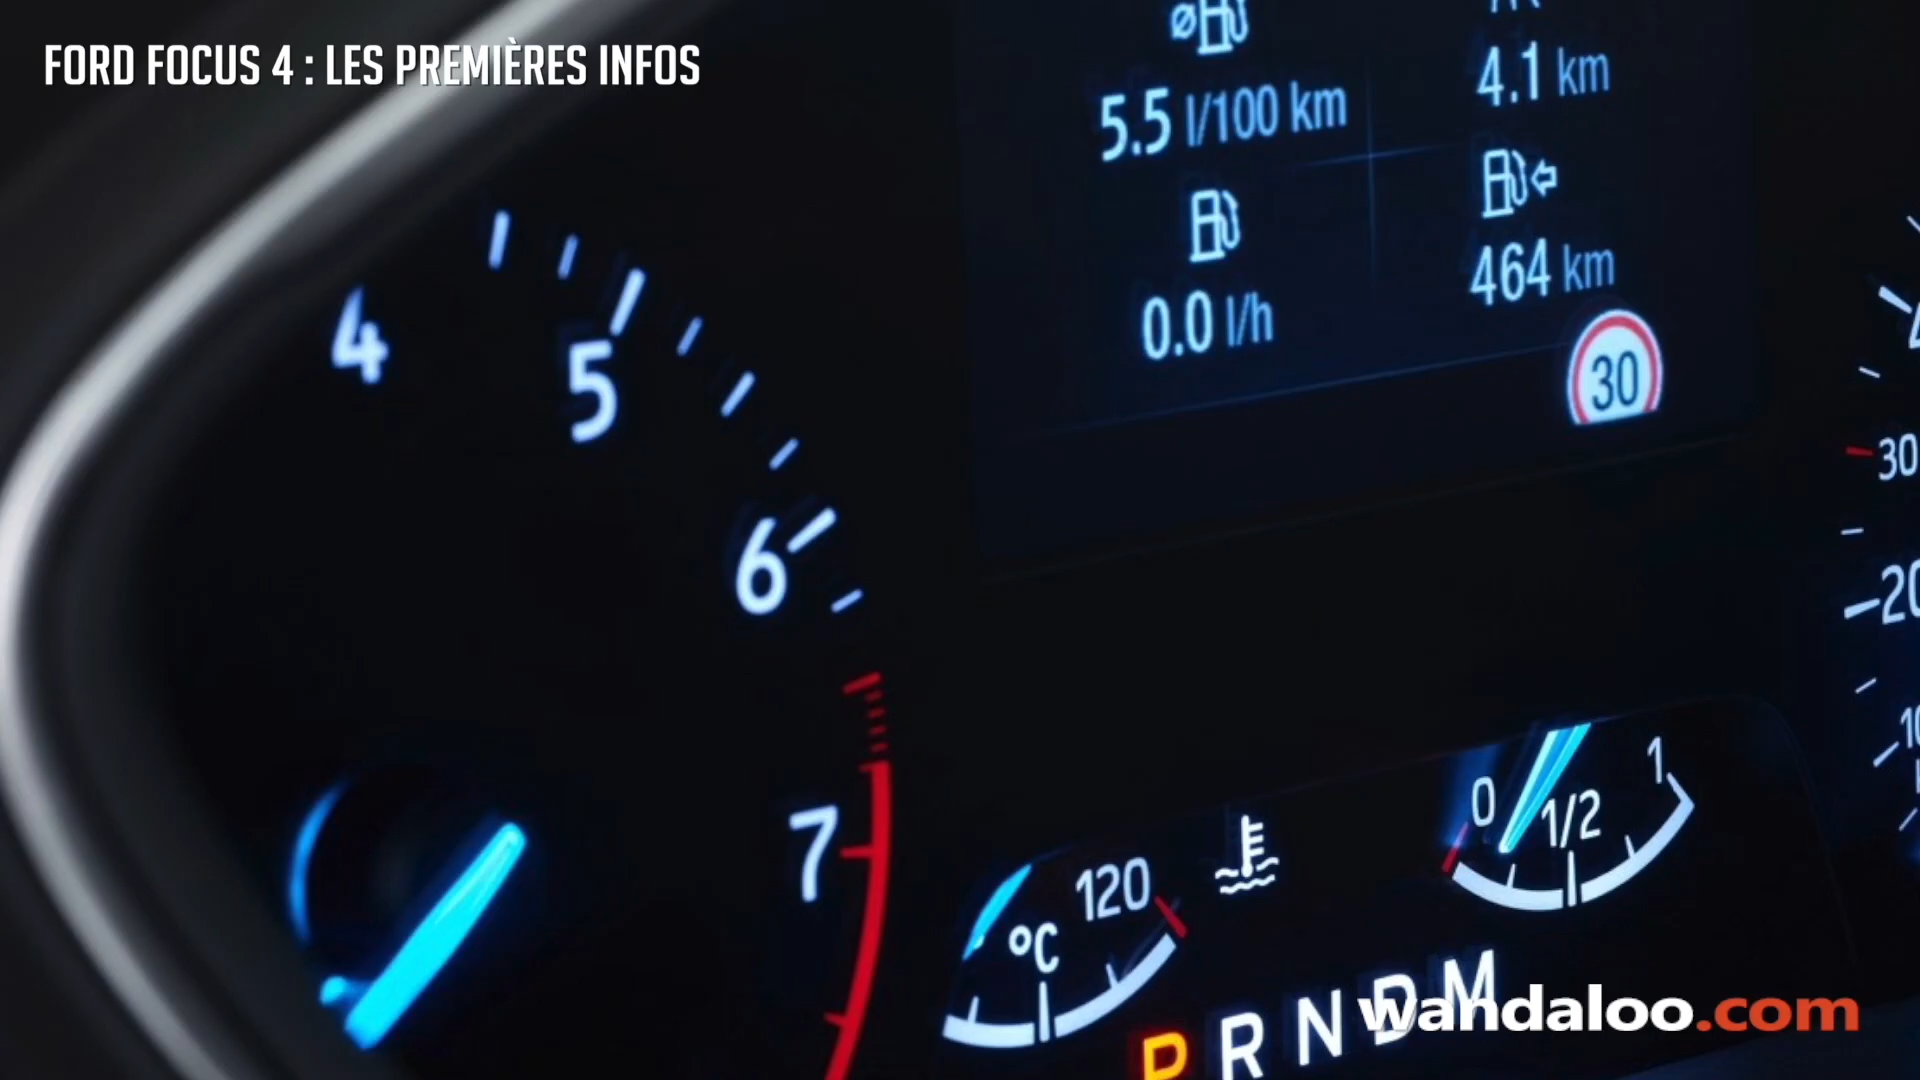 FORD FOCUS 4 : LES PREMIÈRES INFOS
5.5 l/100 km
4.1 km
0.0 l/h
464 km
30
4
5
6
7
30
20
10
0
1/2
1
°C
120
P R N D M
wandaloo.com